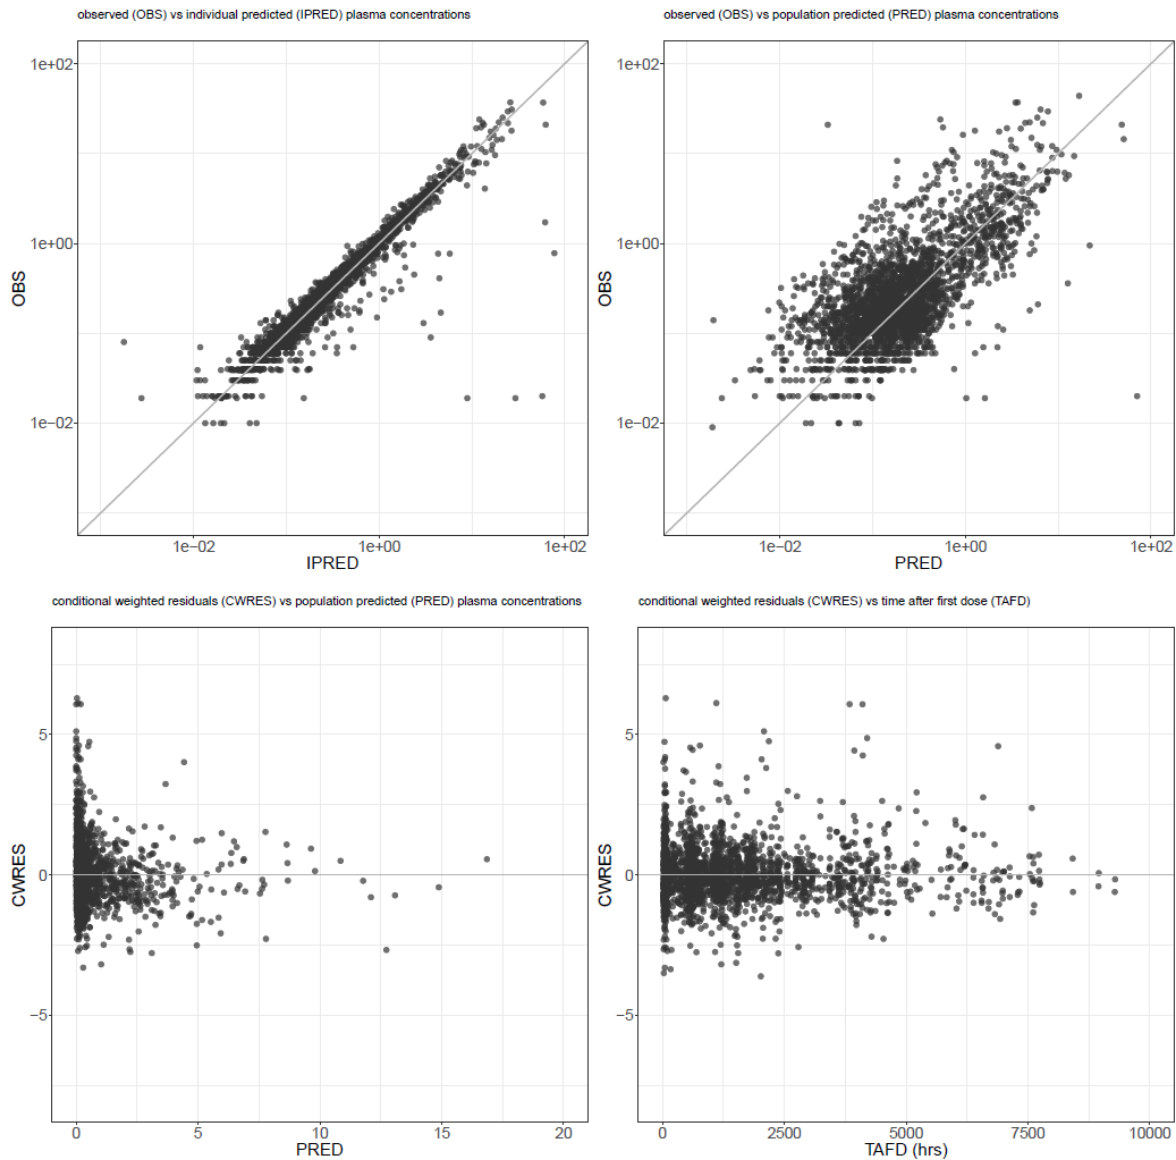 observed (OBS) vs individual predicted (IPRED) plasma concentrations
1e+02
1e+00
1e−02
OBS
1e−02 1e+00 1e+02
IPRED
observed (OBS) vs population predicted (PRED) plasma concentrations
1e+02
1e+00
1e−02
OBS
1e−02 1e+00 1e+02
PRED
conditional weighted residuals (CWRES) vs population predicted (PRED) plasma concentrations
5
0
−5
CWRES
0 5 10 15 20
PRED
conditional weighted residuals (CWRES) vs time after first dose (TAFD)
5
0
−5
CWRES
0 2500 5000 7500 10000
TAFD (hrs)